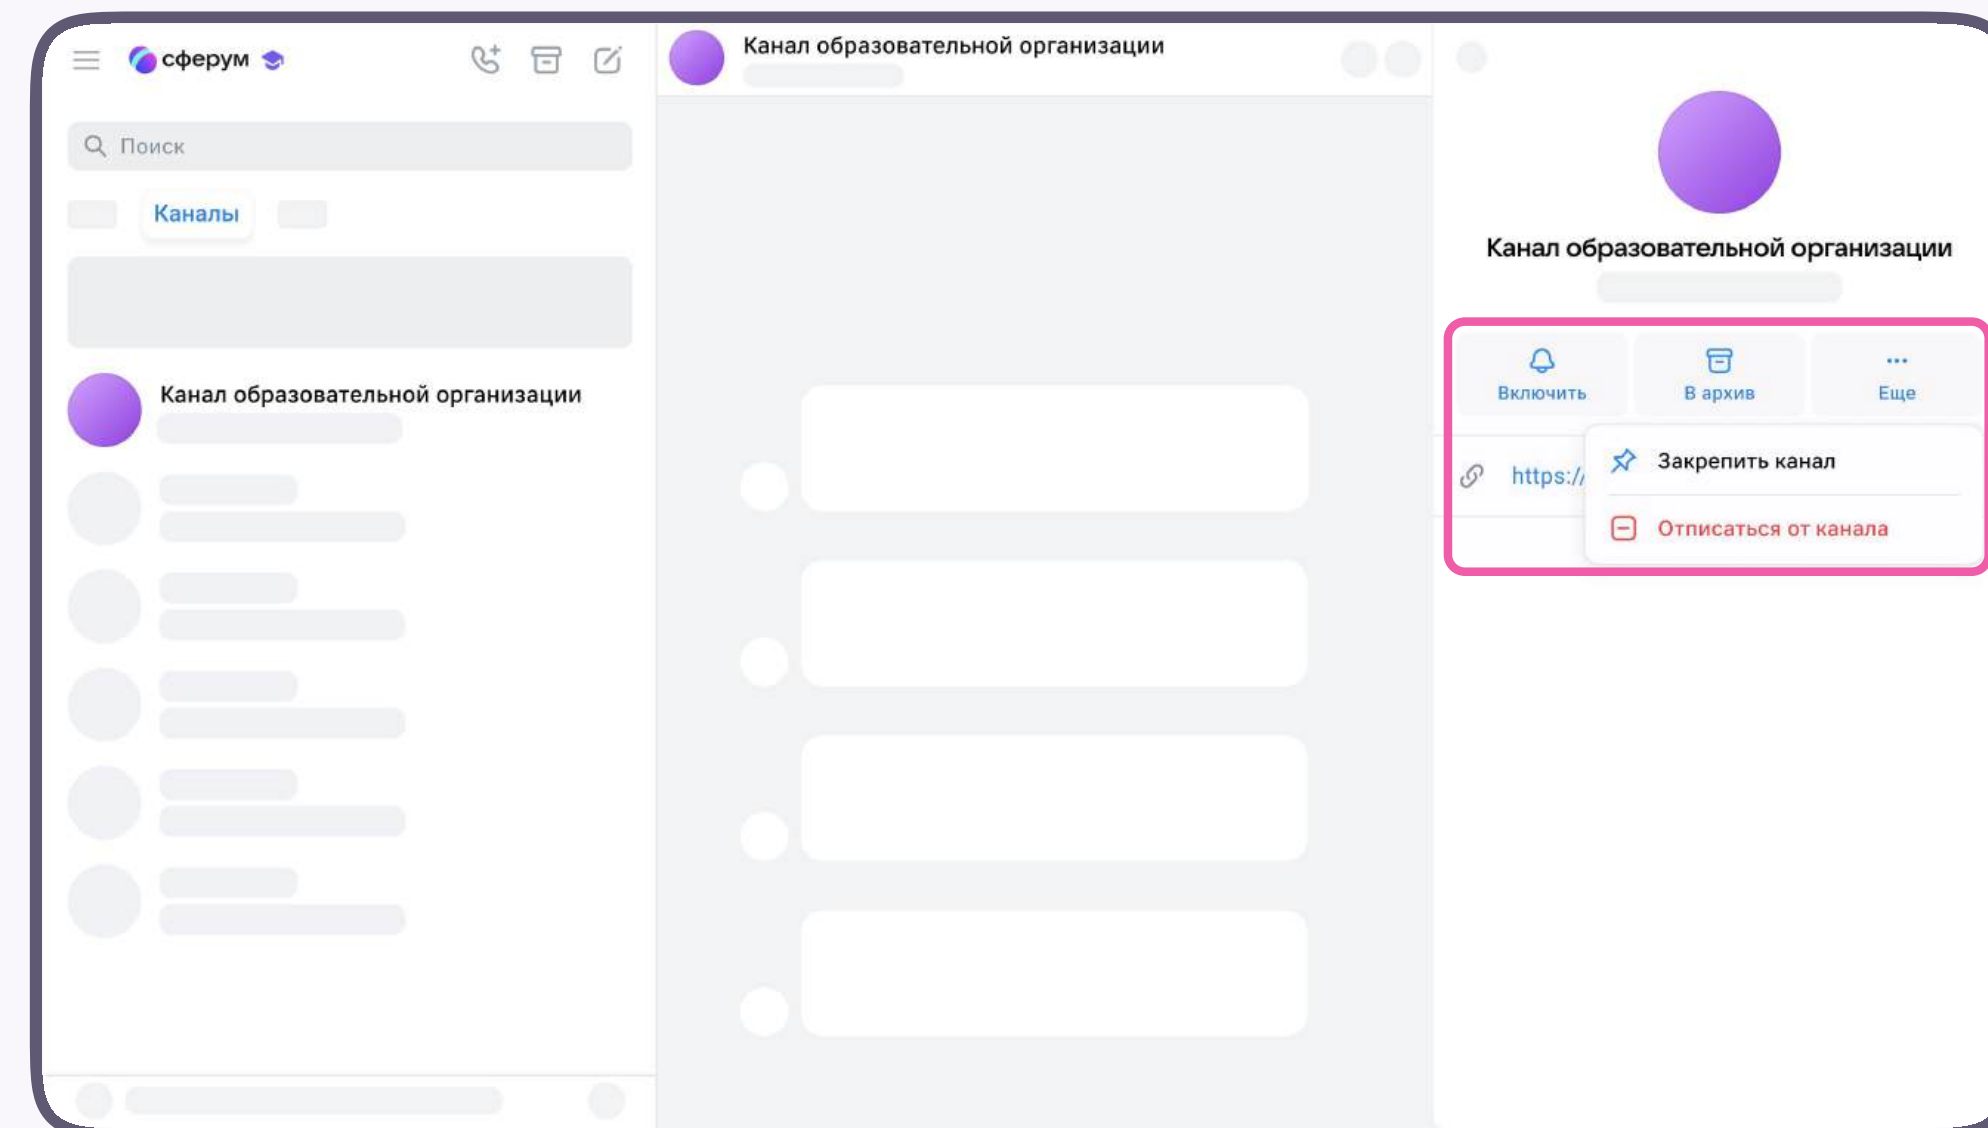 сферум
Поиск
Каналы
Канал образовательной организации
Канал образовательной организации
Канал образовательной организации
Включить
В архив
Еще
https://
Закрепить канал
Отписаться от канала